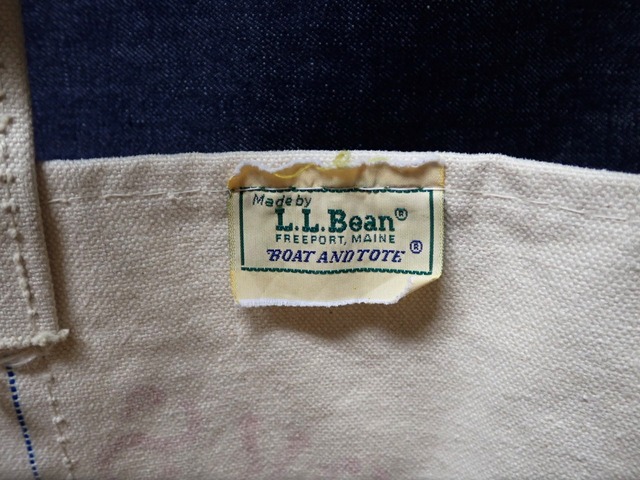 Made by
L.L.Bean®
FREEPORT, MAINE
BOAT AND TOTE®